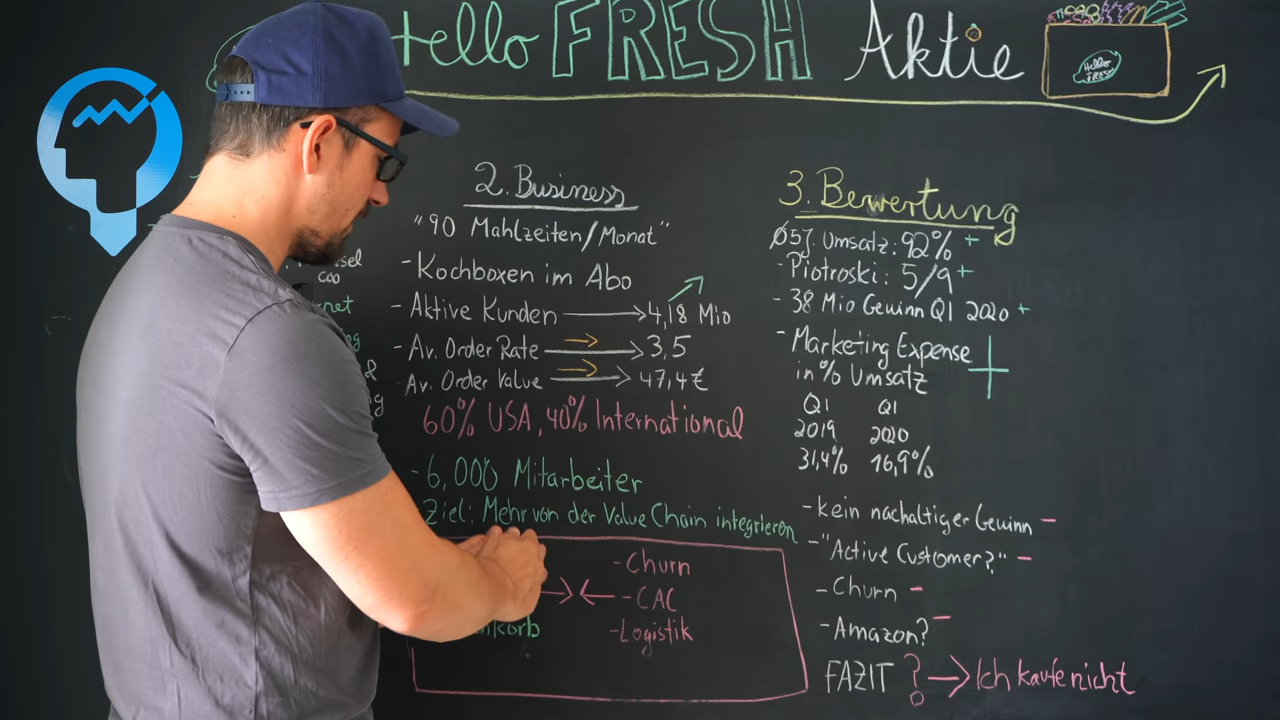 Hello FRESH Aktie
Hello
FRESH
2. Business
"90 Mahlzeiten/Monat"
- Kochboxen im Abo
- Aktive Kunden → 4,18 Mio
- Av. Order Rate → 3,5
- Av. Order Value → 47,4€
60% USA, 40% International
- 6,000 Mitarbeiter
Ziel: Mehr von der Value Chain integrieren
- Churn
- CAC
- Logistik
3. Bewertung
Ø5J. Umsatz: 92% +
- Piotroski: 5/9 +
- 38 Mio Gewinn Q1 2020 +
- Marketing Expense +
in % Umsatz
Q1 Q1
2019 2020
31,4% 16,9%
- kein nachaltiger Gewinn -
- "Active Customer?" -
- Churn -
- Amazon? -
FAZIT ? → Ich kaufe nicht
COO
&